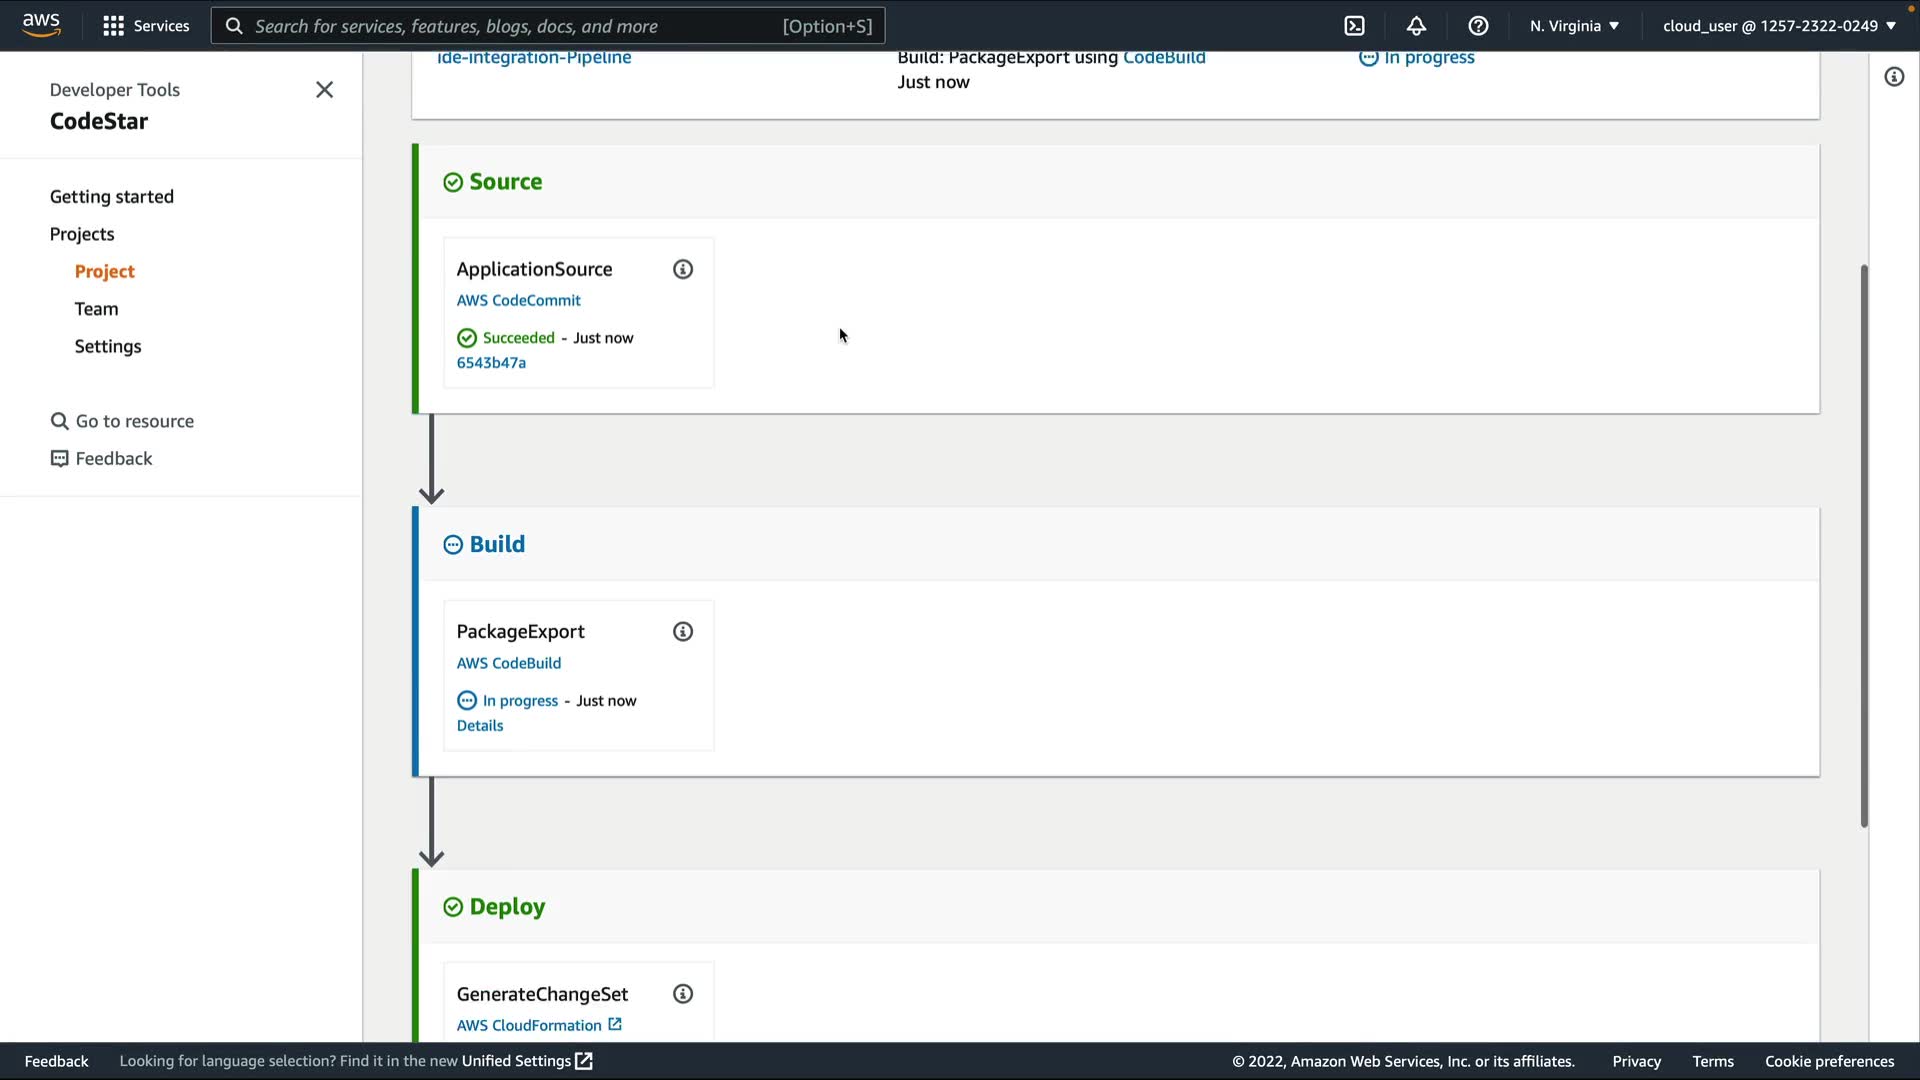 aws
Services
Search for services, features, blogs, docs, and more
[Option+S]
N. Virginia
cloud_user @ 1257-2322-0249
Developer Tools
CodeStar
Getting started
Projects
Project
Team
Settings
Go to resource
Feedback
ide-integration-Pipeline
Build: PackageExport using CodeBuild
Just now
In progress
Source
ApplicationSource
AWS CodeCommit
Succeeded - Just now
6543b47a
Build
PackageExport
AWS CodeBuild
In progress - Just now
Details
Deploy
GenerateChangeSet
AWS CloudFormation
Feedback
Looking for language selection? Find it in the new Unified Settings
© 2022, Amazon Web Services, Inc. or its affiliates.
Privacy
Terms
Cookie preferences